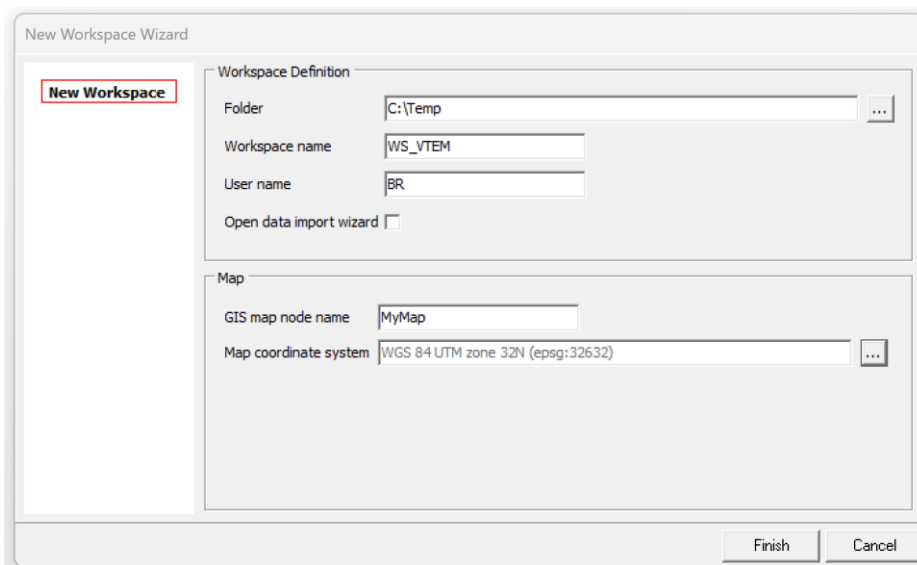 New Workspace Wizard
New Workspace
Workspace Definition
Folder C:\Temp ...
Workspace name WS_VTEM
User name BR
Open data import wizard
Map
GIS map node name MyMap
Map coordinate system WGS 84 UTM zone 32N (epsg:32632) ...
Finish Cancel